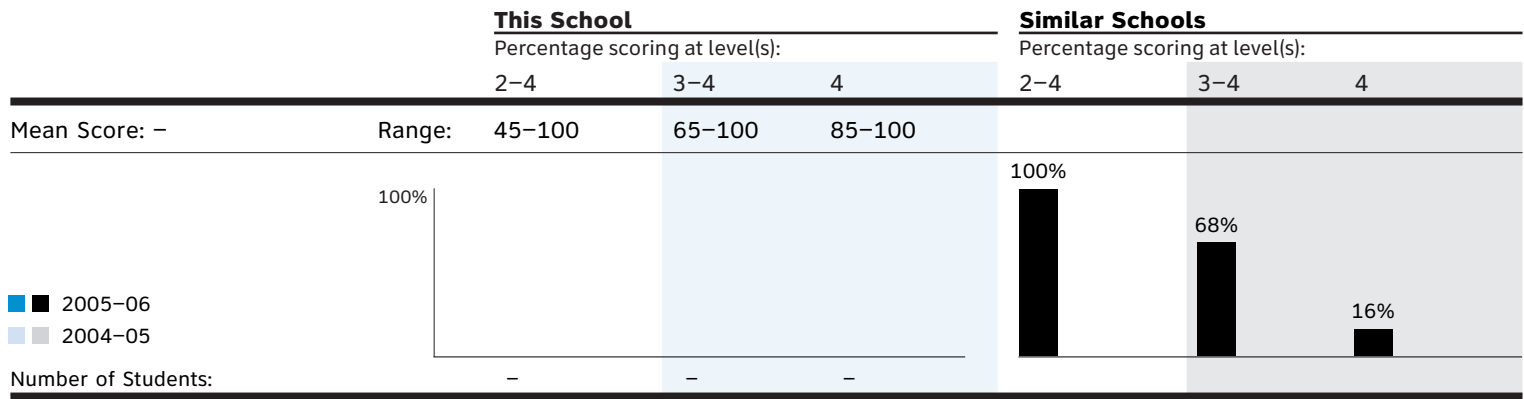 This School Similar Schools
Percentage scoring at level(s): Percentage scoring at level(s):
2–4 3–4 4 2–4 3–4 4
Mean Score: – Range: 45–100 65–100 85–100
100%
100%
68%
16%
2005–06
2004–05
Number of Students: – – –